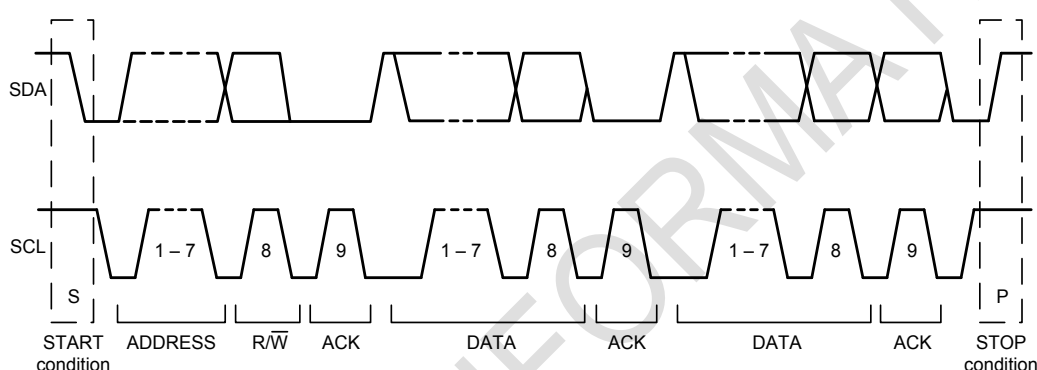 SDA
SCL
1 – 7 8 9 1 – 7 8 9 1 – 7 8 9
S P
START condition
ADDRESS R/W̅ ACK DATA ACK DATA ACK
STOP condition